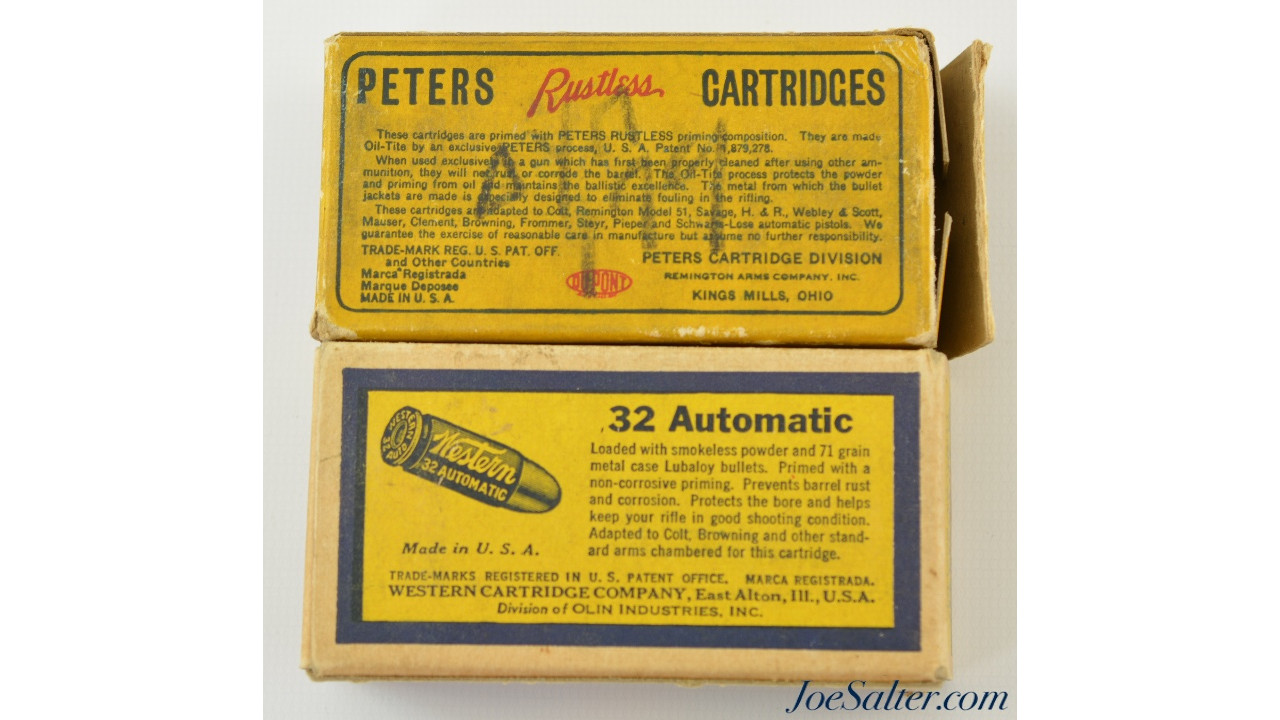 PETERS Rustless CARTRIDGES
These cartridges are primed with PETERS RUSTLESS priming composition. They are made
Oil-Tite by an exclusive PETERS process, U. S. A. Patent No. 1,879,278.
When used exclusively in a gun which has first been properly cleaned after using other am-
munition, they will not rust or corrode the barrel. The Oil-Tite process protects the powder
and priming from oil and maintains the ballistic excellence. The metal from which the bullet
jackets are made is especially designed to eliminate fouling in the rifling.
These cartridges are adapted to Colt, Remington Model 51, Savage, H. & R., Webley & Scott,
Mauser, Clement, Browning, Frommer, Steyr, Pieper and Schwarz-Lose automatic pistols. We
guarantee the exercise of reasonable care in manufacture but assume no further responsibility.
TRADE-MARK REG. U. S. PAT. OFF.
and Other Countries
Marca Registrada
Marque Deposee
MADE IN U. S. A.
DU PONT
PETERS CARTRIDGE DIVISION
REMINGTON ARMS COMPANY, INC.
KINGS MILLS, OHIO
WESTERN
32 AUTO
Western
32 AUTOMATIC
Made in U. S. A.
.32 Automatic
Loaded with smokeless powder and 71 grain
metal case Lubaloy bullets. Primed with a
non-corrosive priming. Prevents barrel rust
and corrosion. Protects the bore and helps
keep your rifle in good shooting condition.
Adapted to Colt, Browning and other stand-
ard arms chambered for this cartridge.
TRADE-MARKS REGISTERED IN U. S. PATENT OFFICE. MARCA REGISTRADA.
WESTERN CARTRIDGE COMPANY, East Alton, Ill., U.S.A.
Division of OLIN INDUSTRIES, INC.
JoeSalter.com